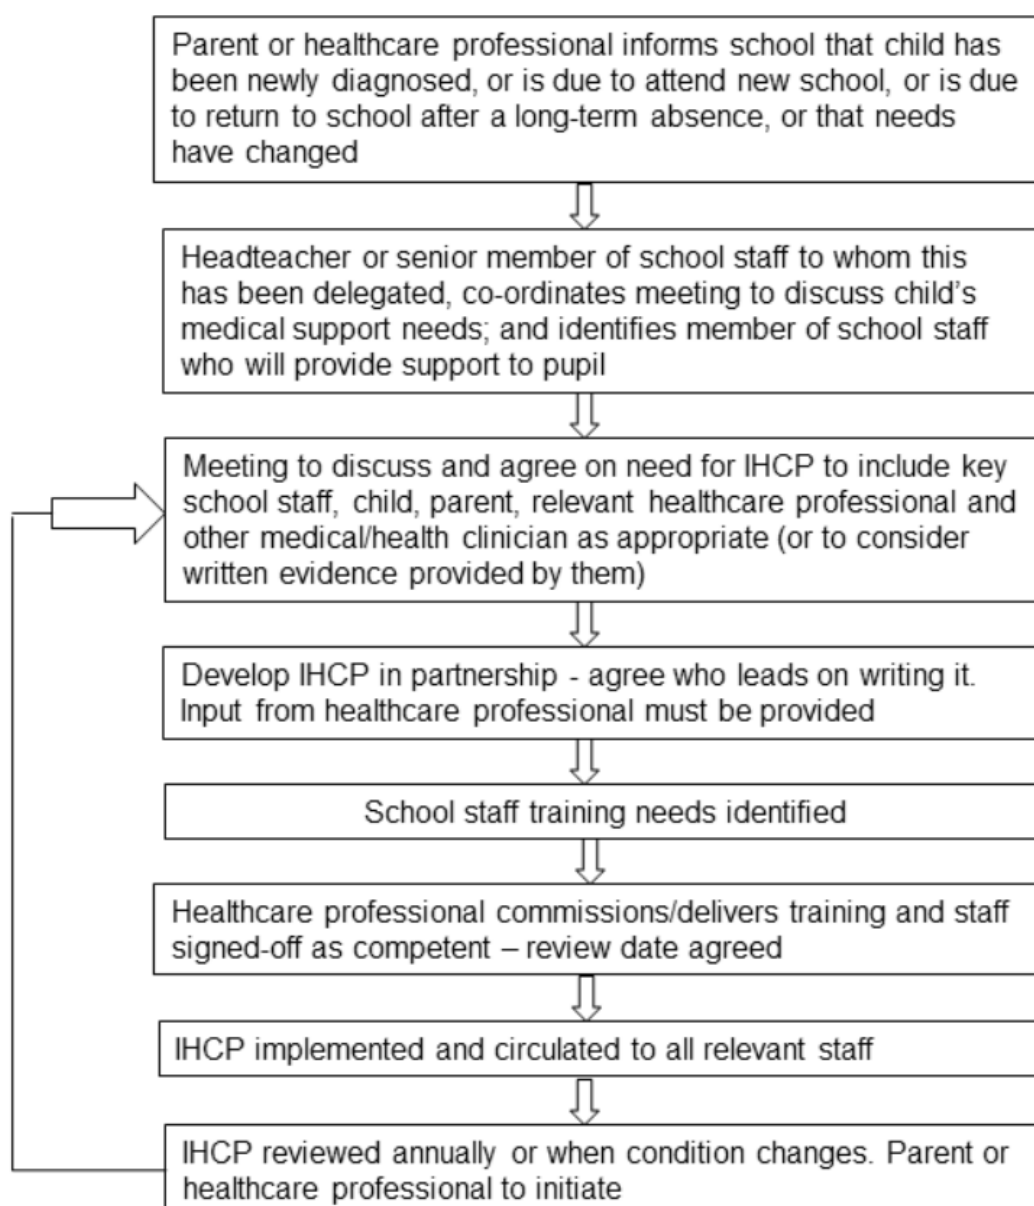 Parent or healthcare professional informs school that child has
been newly diagnosed, or is due to attend new school, or is due
to return to school after a long-term absence, or that needs
have changed
Headteacher or senior member of school staff to whom this
has been delegated, co-ordinates meeting to discuss child's
medical support needs; and identifies member of school staff
who will provide support to pupil
Meeting to discuss and agree on need for IHCP to include key
school staff, child, parent, relevant healthcare professional and
other medical/health clinician as appropriate (or to consider
written evidence provided by them)
Develop IHCP in partnership - agree who leads on writing it.
Input from healthcare professional must be provided
School staff training needs identified
Healthcare professional commissions/delivers training and staff
signed-off as competent – review date agreed
IHCP implemented and circulated to all relevant staff
IHCP reviewed annually or when condition changes. Parent or
healthcare professional to initiate